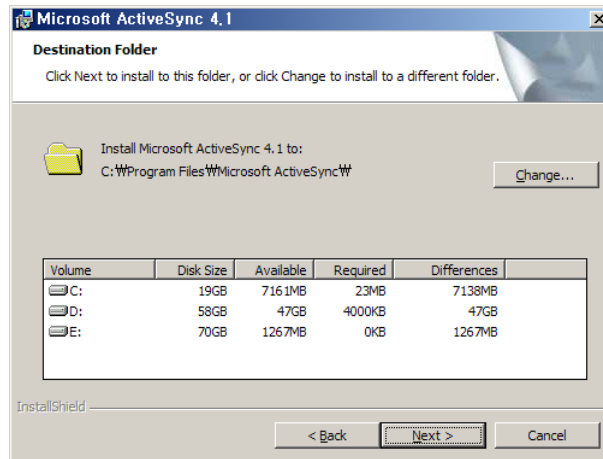 Microsoft ActiveSync 4.1
Destination Folder
Click Next to install to this folder, or click Change to install to a different folder.
Install Microsoft ActiveSync 4.1 to:
C:₩Program Files₩Microsoft ActiveSync₩
Change...
Volume Disk Size Available Required Differences
C: 19GB 7161MB 23MB 7138MB
D: 58GB 47GB 4000KB 47GB
E: 70GB 1267MB 0KB 1267MB
InstallShield
< Back Next > Cancel